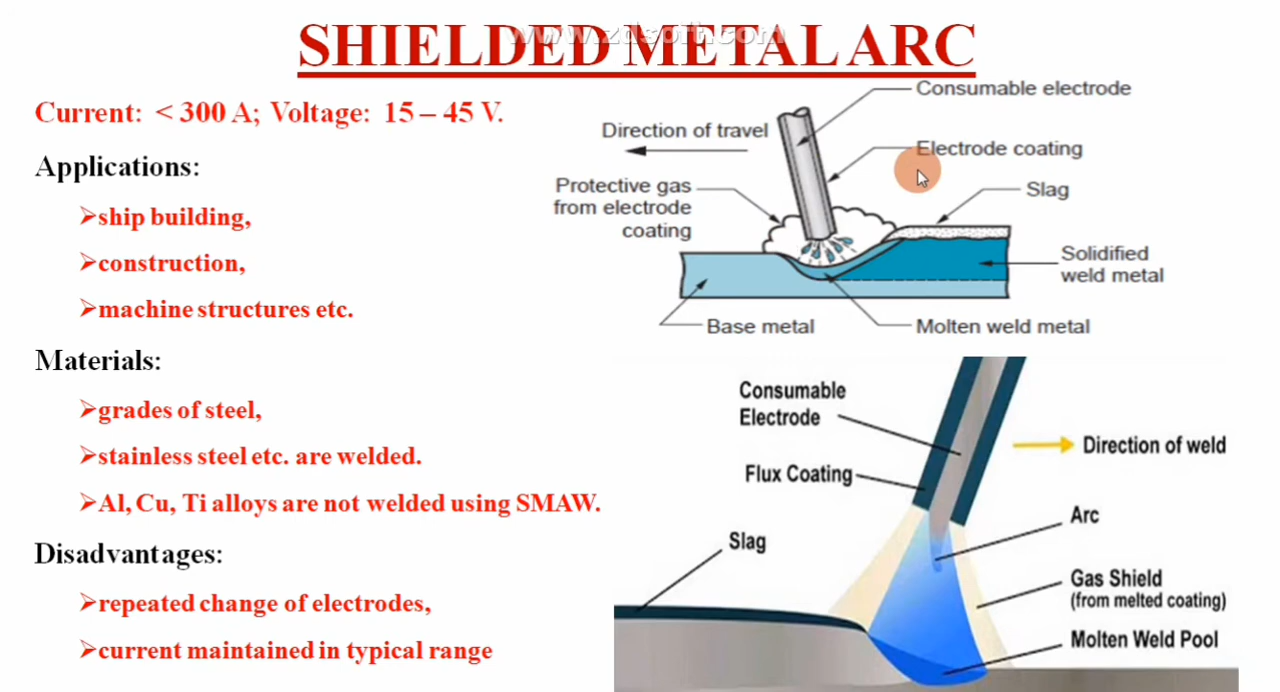 www.zdsoft.com
SHIELDED METAL ARC
Current: < 300 A; Voltage: 15 – 45 V.
Applications:
➢ship building,
➢construction,
➢machine structures etc.
Materials:
➢grades of steel,
➢stainless steel etc. are welded.
➢Al, Cu, Ti alloys are not welded using SMAW.
Disadvantages:
➢repeated change of electrodes,
➢current maintained in typical range
Consumable electrode
Direction of travel
Electrode coating
Protective gas
from electrode
coating
Slag
Solidified
weld metal
Base metal
Molten weld metal
Consumable
Electrode
Direction of weld
Flux Coating
Arc
Slag
Gas Shield
(from melted coating)
Molten Weld Pool